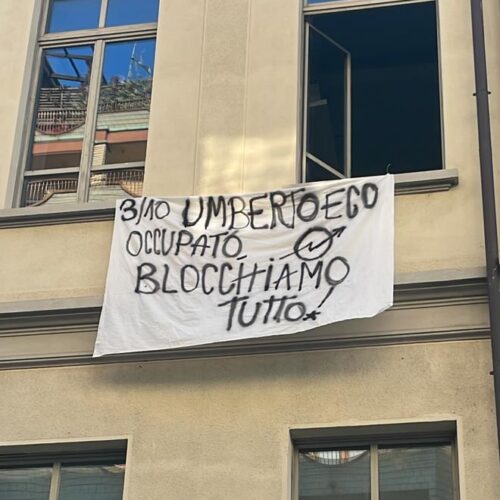 3/10 UMBERTO ECO
OCCUPATO
BLOCCHIAMO
TUTTO!